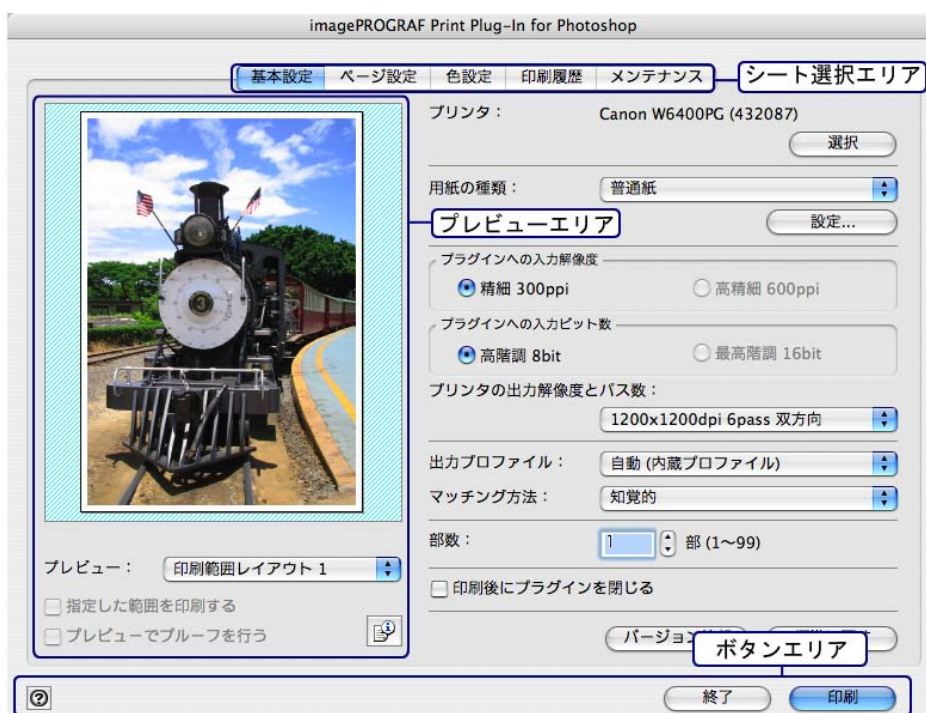 imagePROGRAF Print Plug-In for Photoshop
基本設定 ページ設定 色設定 印刷履歴 メンテナンス シート選択エリア
プリンタ： Canon W6400PG (432087)
選択
用紙の種類： 普通紙
プレビューエリア 設定...
プラグインへの入力解像度
精細 300ppi 高精細 600ppi
プラグインへの入力ビット数
高階調 8bit 最高階調 16bit
プリンタの出力解像度とパス数：
1200x1200dpi 6pass 双方向
出力プロファイル： 自動 (内蔵プロファイル)
マッチング方法： 知覚的
部数： 1 部 (1～99)
プレビュー： 印刷範囲レイアウト 1
印刷後にプラグインを閉じる
指定した範囲を印刷する
プレビューでプルーフを行う
バージョン
ボタンエリア
終了 印刷